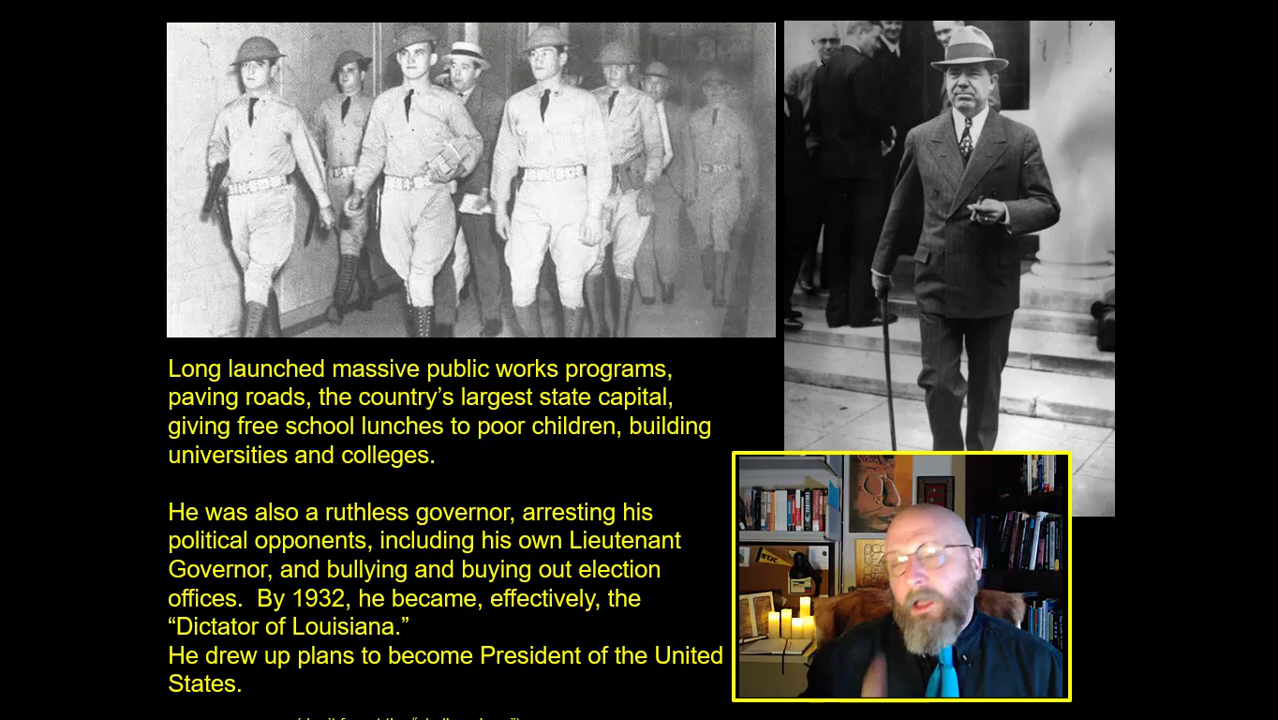 Long launched massive public works programs,
paving roads, the country's largest state capital,
giving free school lunches to poor children, building
universities and colleges.
He was also a ruthless governor, arresting his
political opponents, including his own Lieutenant
Governor, and bullying and buying out election
offices.  By 1932, he became, effectively, the
“Dictator of Louisiana.”
He drew up plans to become President of the United
States.